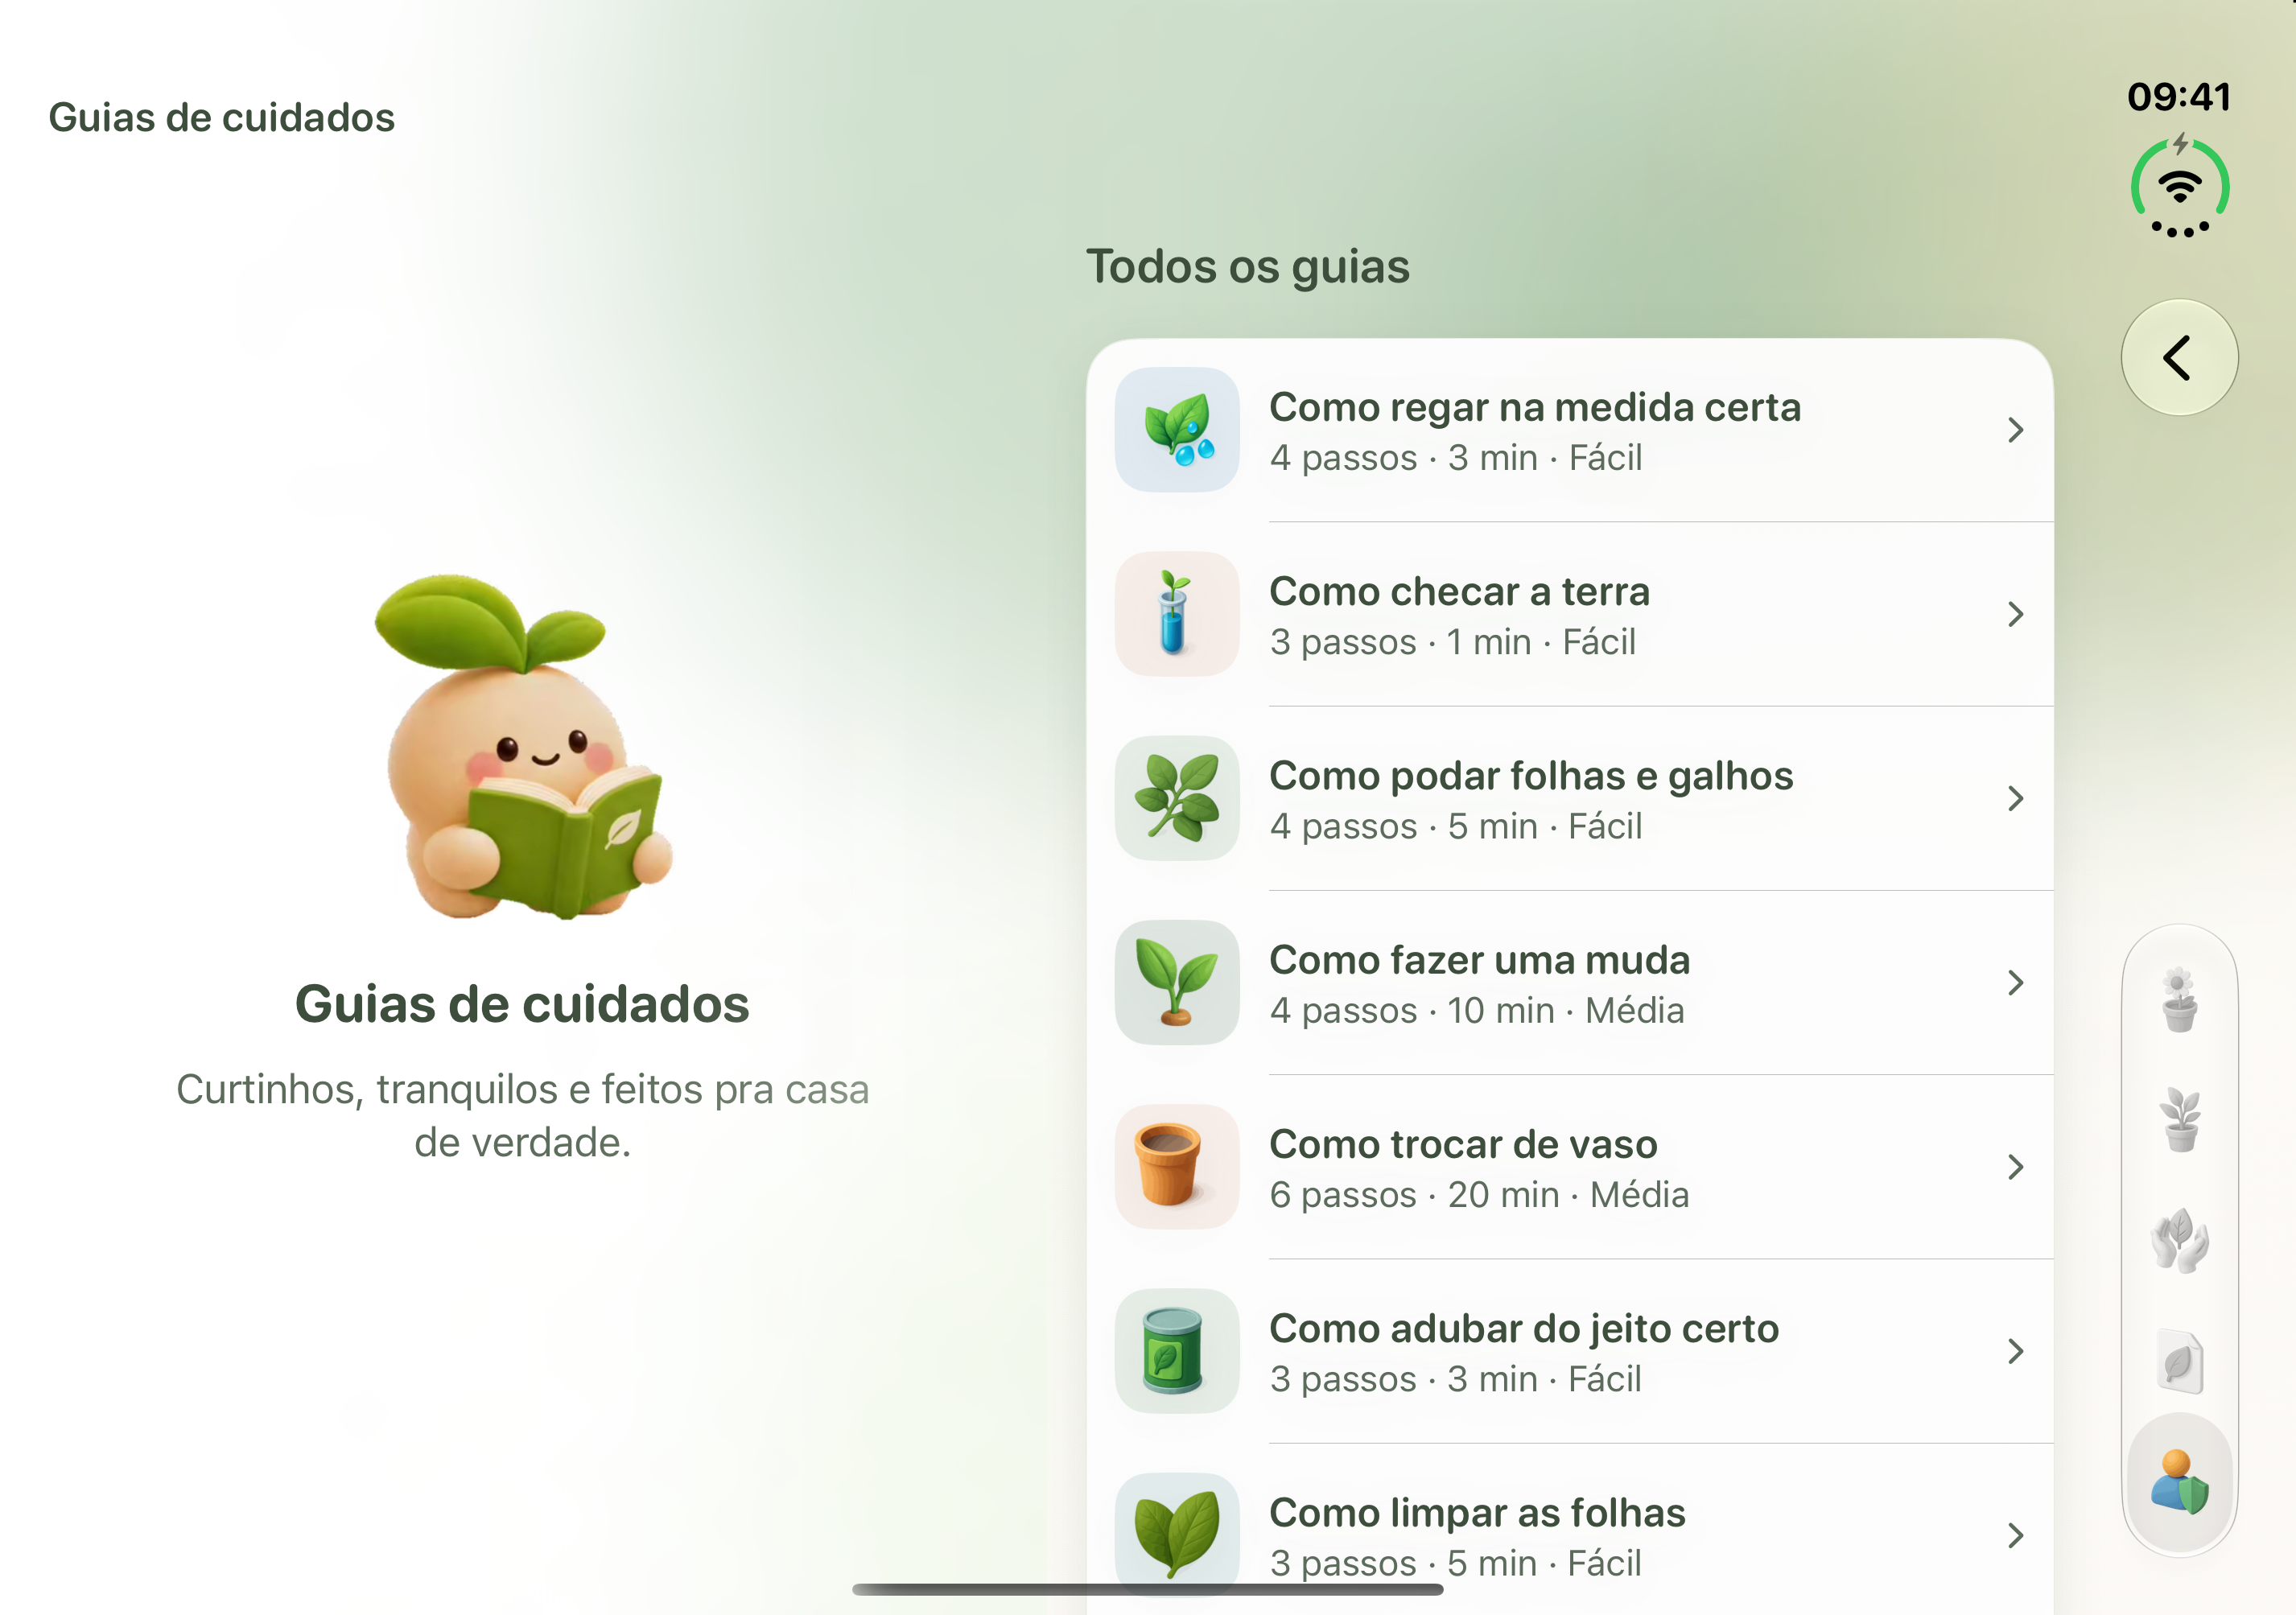 Guias de cuidados
09:41
Todos os guias
Como regar na medida certa
4 passos · 3 min · Fácil
Como checar a terra
3 passos · 1 min · Fácil
Como podar folhas e galhos
4 passos · 5 min · Fácil
Como fazer uma muda
4 passos · 10 min · Média
Como trocar de vaso
6 passos · 20 min · Média
Como adubar do jeito certo
3 passos · 3 min · Fácil
Como limpar as folhas
3 passos · 5 min · Fácil
Guias de cuidados
Curtinhos, tranquilos e feitos pra casa
de verdade.